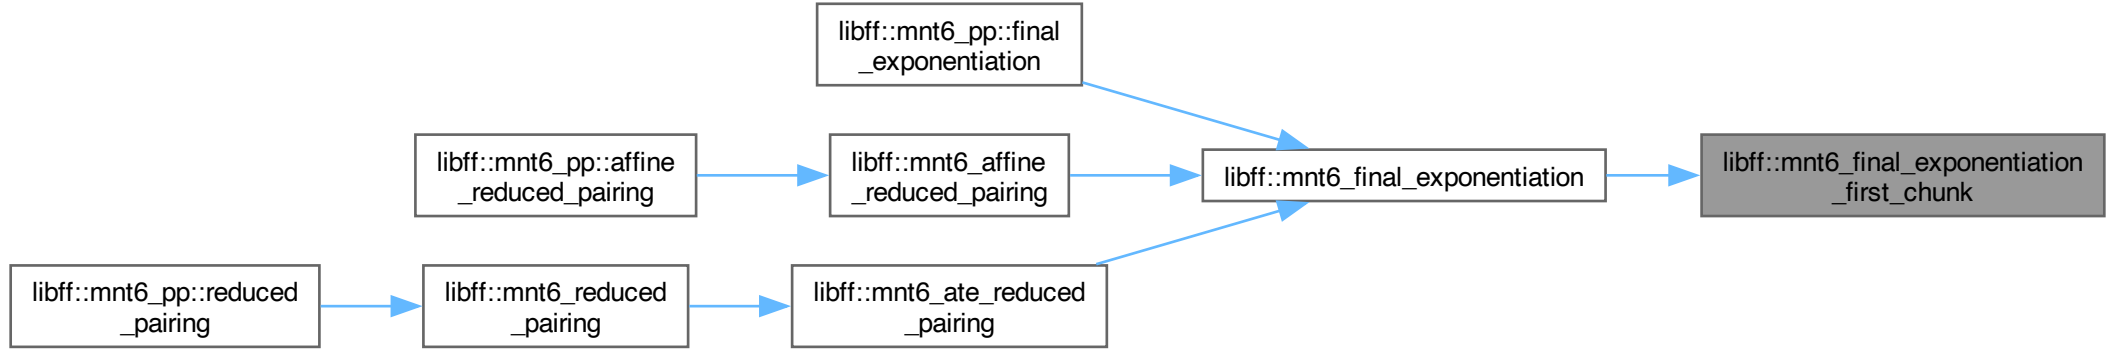 libff::mnt6_pp::final
_exponentiation
libff::mnt6_pp::affine
_reduced_pairing
libff::mnt6_affine
_reduced_pairing
libff::mnt6_final_exponentiation
libff::mnt6_final_exponentiation
_first_chunk
libff::mnt6_pp::reduced
_pairing
libff::mnt6_reduced
_pairing
libff::mnt6_ate_reduced
_pairing